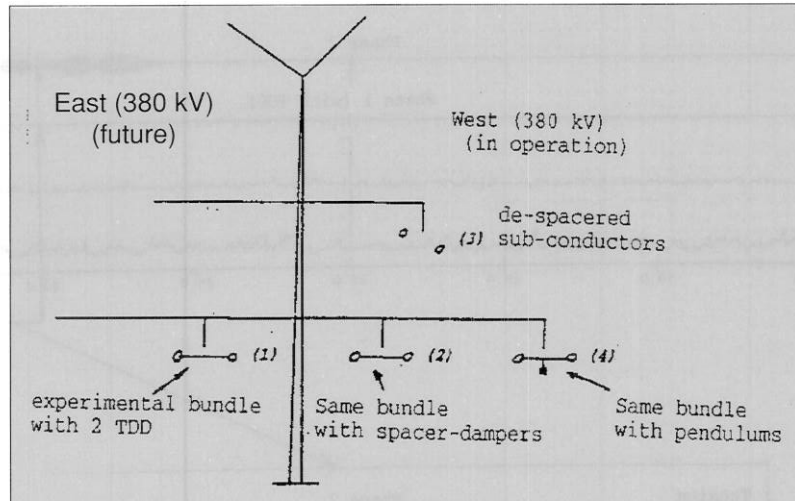 East (380 kV)
(future)
West (380 kV)
(in operation)
de-spacered
(3) sub-conductors
(1)
(2)
(4)
experimental bundle
with 2 TDD
Same bundle
with spacer-dampers
Same bundle
with pendulums